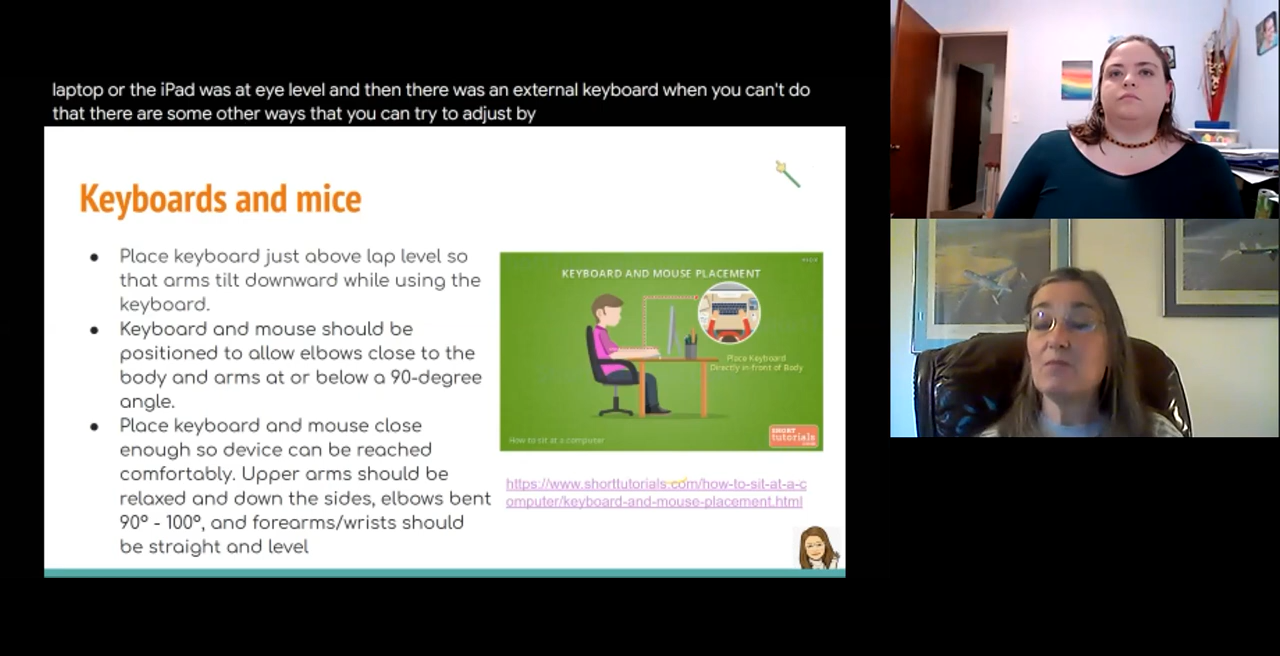 laptop or the iPad was at eye level and then there was an external keyboard when you can't do
that there are some other ways that you can try to adjust by
Keyboards and mice
● Place keyboard just above lap level so
that arms tilt downward while using the
keyboard.
● Keyboard and mouse should be
positioned to allow elbows close to the
body and arms at or below a 90-degree
angle.
● Place keyboard and mouse close
enough so device can be reached
comfortably. Upper arms should be
relaxed and down the sides, elbows bent
90º - 100º, and forearms/wrists should
be straight and level
KEYBOARD AND MOUSE PLACEMENT
Place Keyboard
Directly in-front of Body
How to sit at a computer
SHORT
tutorials
https://www.shorttutorials.com/how-to-sit-at-a-c
omputer/keyboard-and-mouse-placement.html